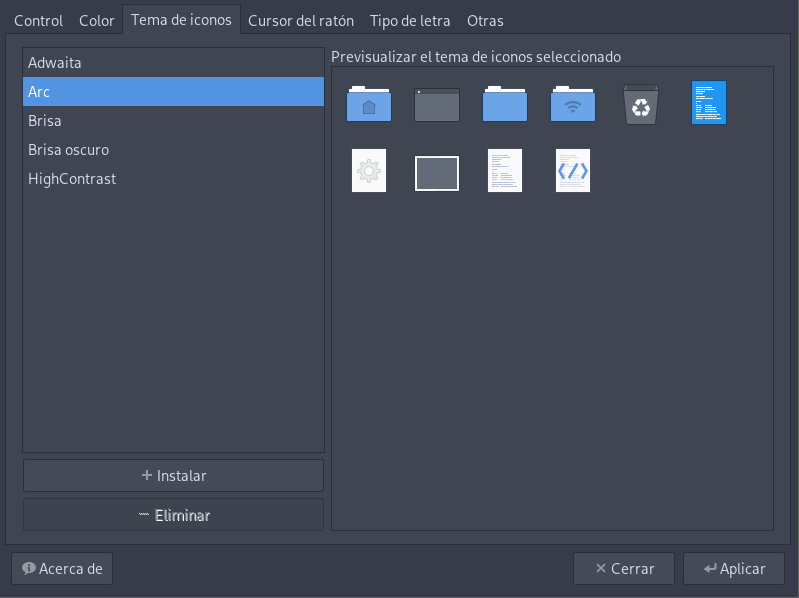 Control Color Tema de iconos Cursor del ratón Tipo de letra Otras
Previsualizar el tema de iconos seleccionado
Adwaita
Arc
Brisa
Brisa oscuro
HighContrast
Instalar
Eliminar
Acerca de
Cerrar
Aplicar